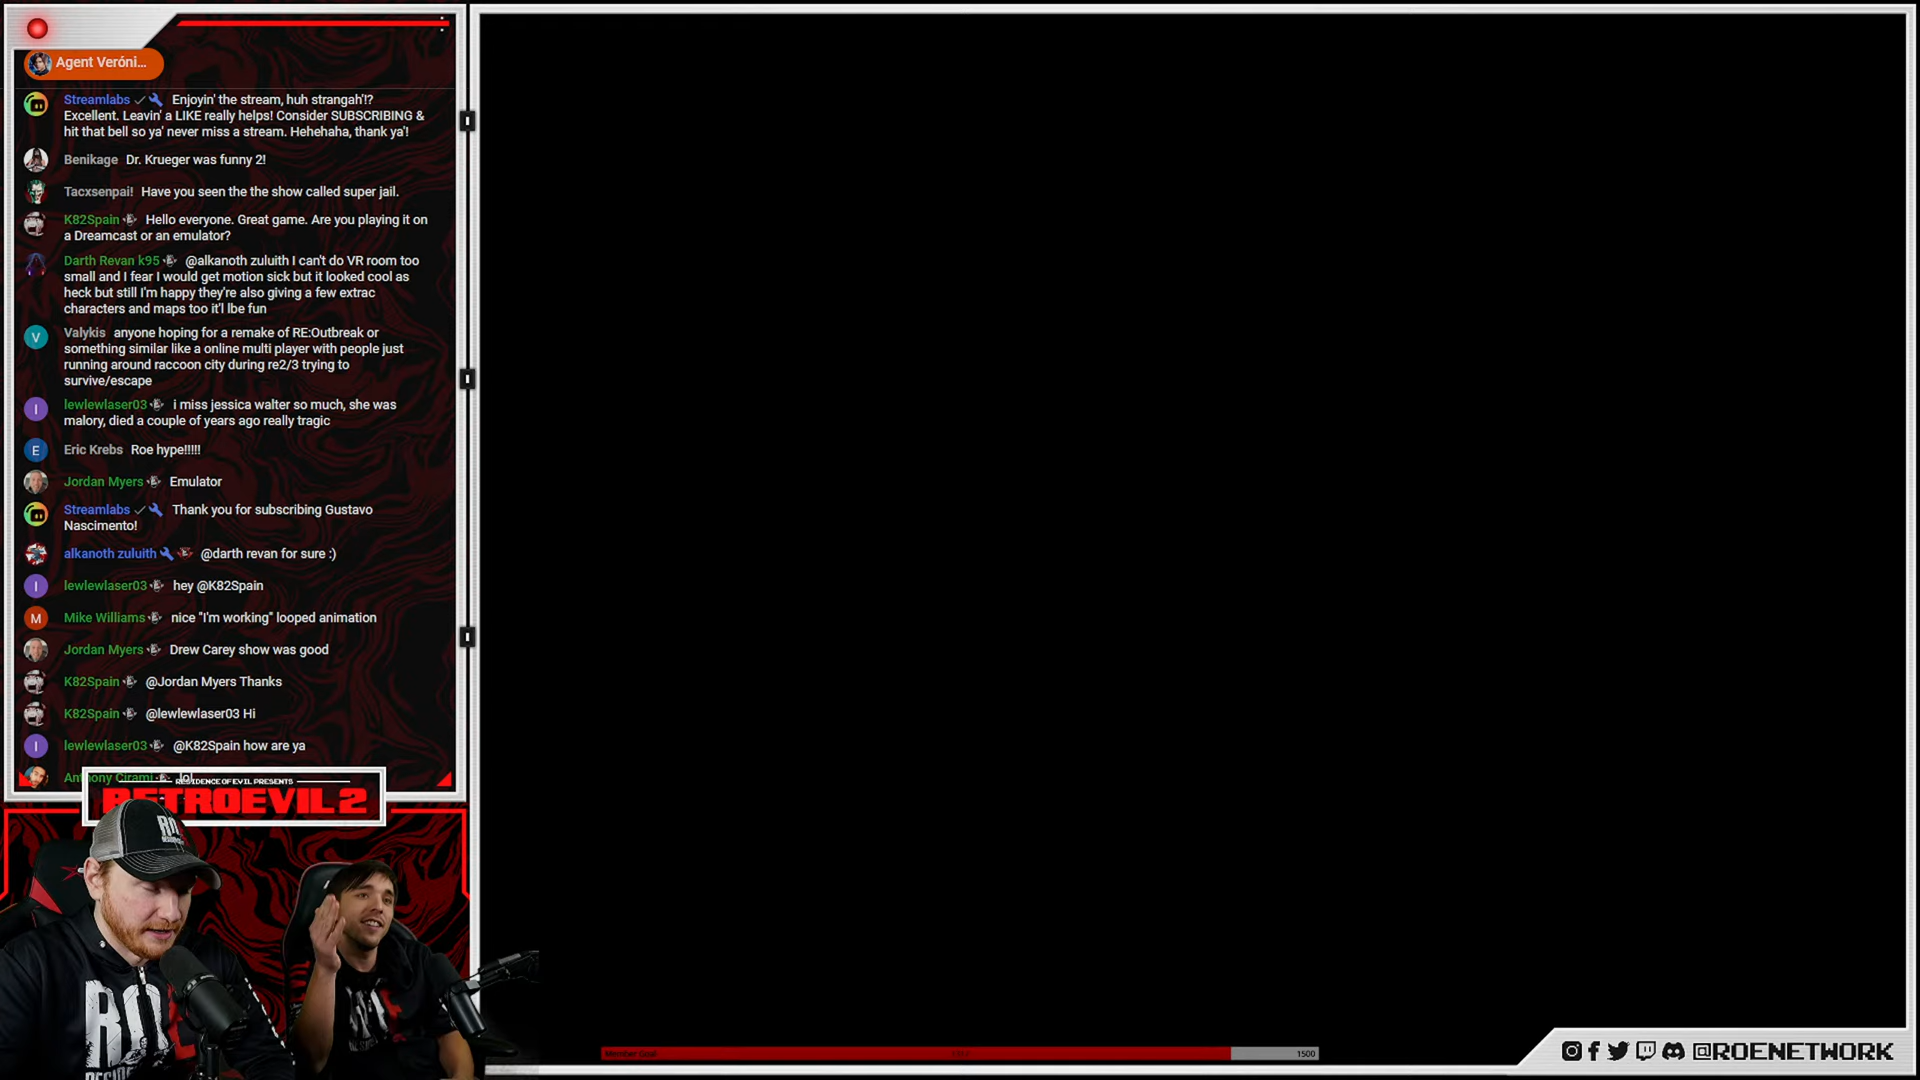 Agent Veróni...
Streamlabs Enjoyin' the stream, huh strangah'!?
Excellent. Leavin' a LIKE really helps! Consider SUBSCRIBING &
hit that bell so ya' never miss a stream. Hehehaha, thank ya'!
Benikage Dr. Krueger was funny 2!
Tacxsenpai! Have you seen the the show called super jail.
K82Spain Hello everyone. Great game. Are you playing it on
a Dreamcast or an emulator?
Darth Revan k95 @alkanoth zuluith I can't do VR room too
small and I fear I would get motion sick but it looked cool as
heck but still I'm happy they're also giving a few extrac
characters and maps too it'l lbe fun
V
Valykis anyone hoping for a remake of RE:Outbreak or
something similar like a online multi player with people just
running around raccoon city during re2/3 trying to
survive/escape
l
lewlewlaser03 i miss jessica walter so much, she was
malory, died a couple of years ago really tragic
E
Eric Krebs Roe hype!!!!!
Jordan Myers Emulator
Streamlabs Thank you for subscribing Gustavo
Nascimento!
alkanoth zuluith @darth revan for sure :)
l
lewlewlaser03 hey @K82Spain
M
Mike Williams nice "I'm working" looped animation
Jordan Myers Drew Carey show was good
K82Spain @Jordan Myers Thanks
K82Spain @lewlewlaser03 Hi
l
lewlewlaser03 @K82Spain how are ya
Anthony Cirami lol
RESIDENCE OF EVIL PRESENTS
RETROEVIL 2
Member Goal
1500
@ROENETWORK